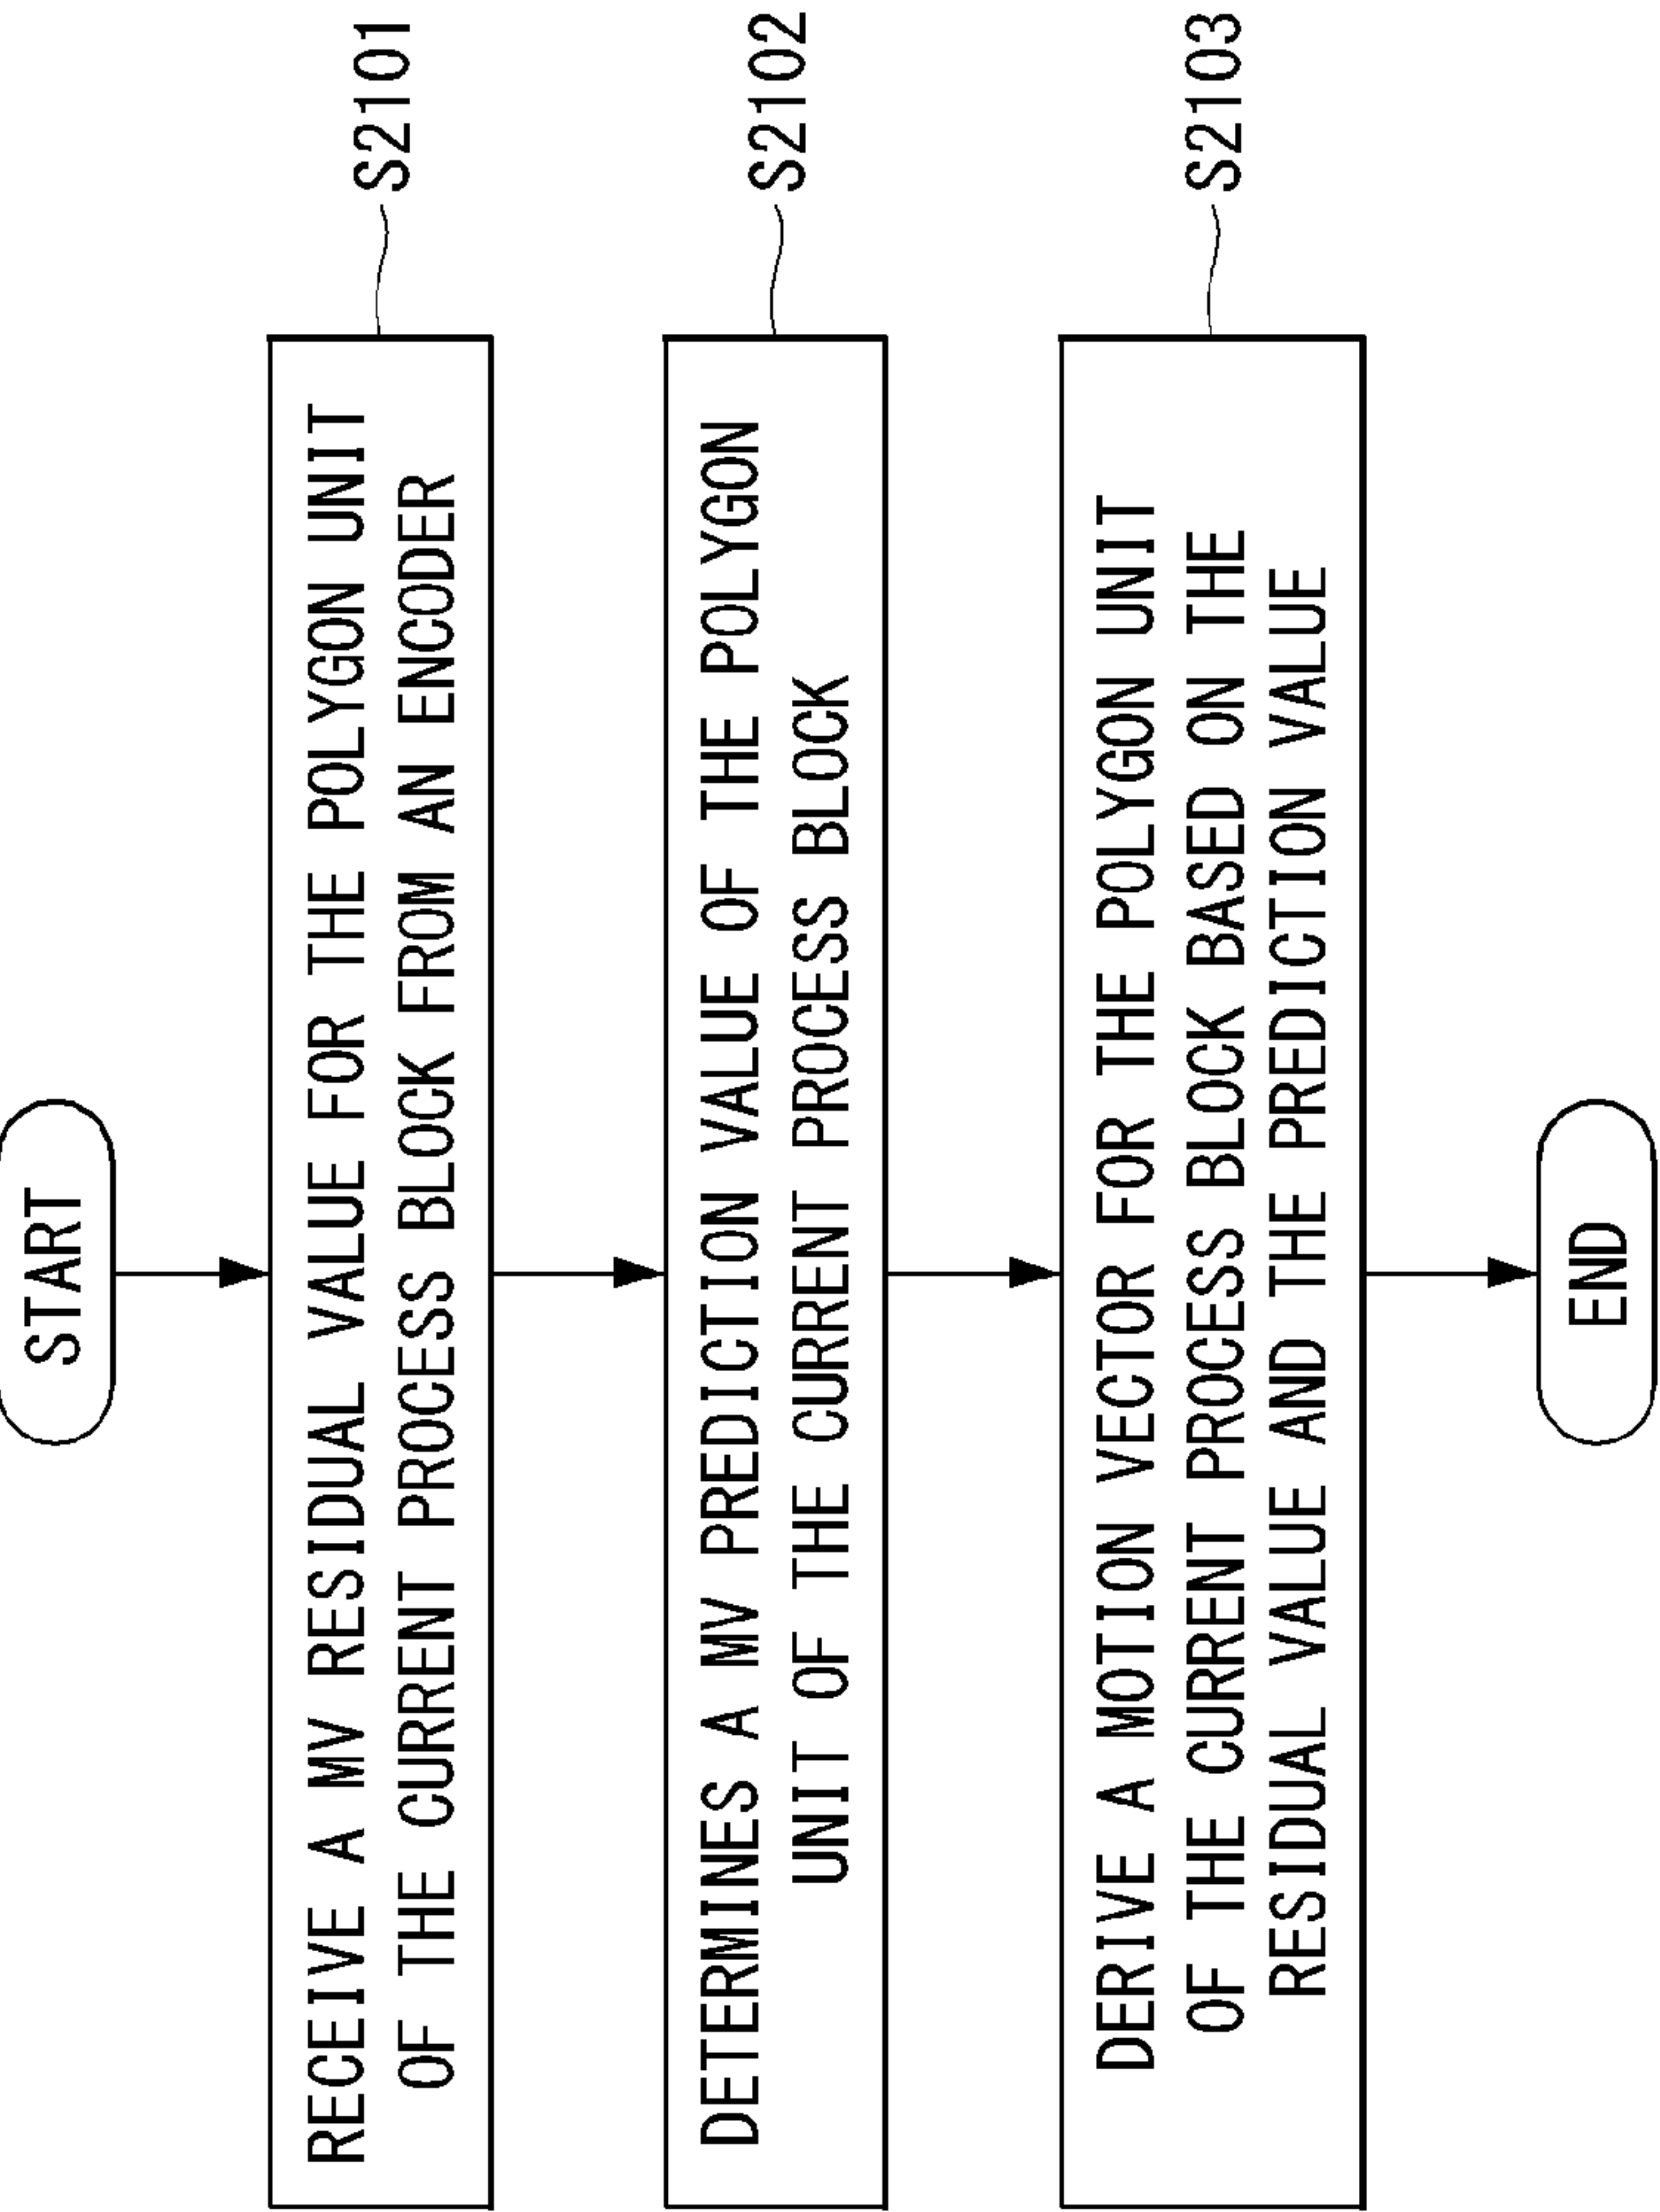 START
RECEIVE A MV RESIDUAL VALUE FOR THE POLYGON UNIT
OF THE CURRENT PROCESS BLOCK FROM AN ENCODER
S2101
DETERMINES A MV PREDICTION VALUE OF THE POLYGON
UNIT OF THE CURRENT PROCESS BLOCK
S2102
DERIVE A MOTION VECTOR FOR THE POLYGON UNIT
OF THE CURRENT PROCESS BLOCK BASED ON THE
RESIDUAL VALUE AND THE PREDICTION VALUE
S2103
END